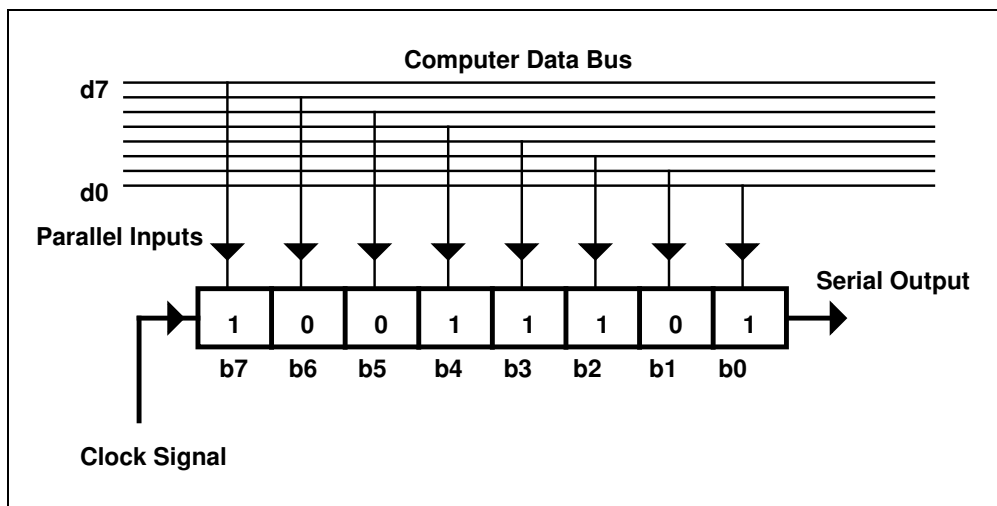 Computer Data Bus
d7
d0
Parallel Inputs
Serial Output
1 0 0 1 1 1 0 1
b7 b6 b5 b4 b3 b2 b1 b0
Clock Signal